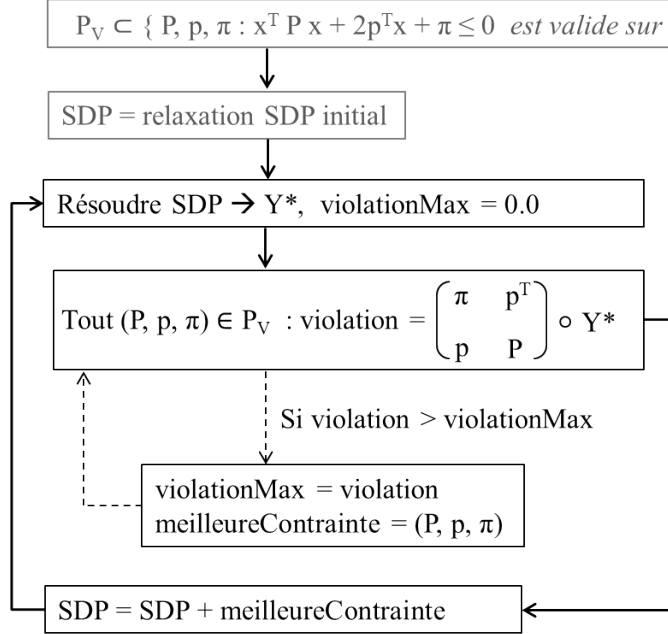 P_V ⊂ { P, p, π : x^T P x + 2p^T x + π ≤ 0 est valide sur
SDP = relaxation SDP initial
Résoudre SDP → Y*, violationMax = 0.0
π p^T
Tout (P, p, π) ∈ P_V : violation = ∘ Y*
p P
Si violation > violationMax
violationMax = violation
meilleureContrainte = (P, p, π)
SDP = SDP + meilleureContrainte